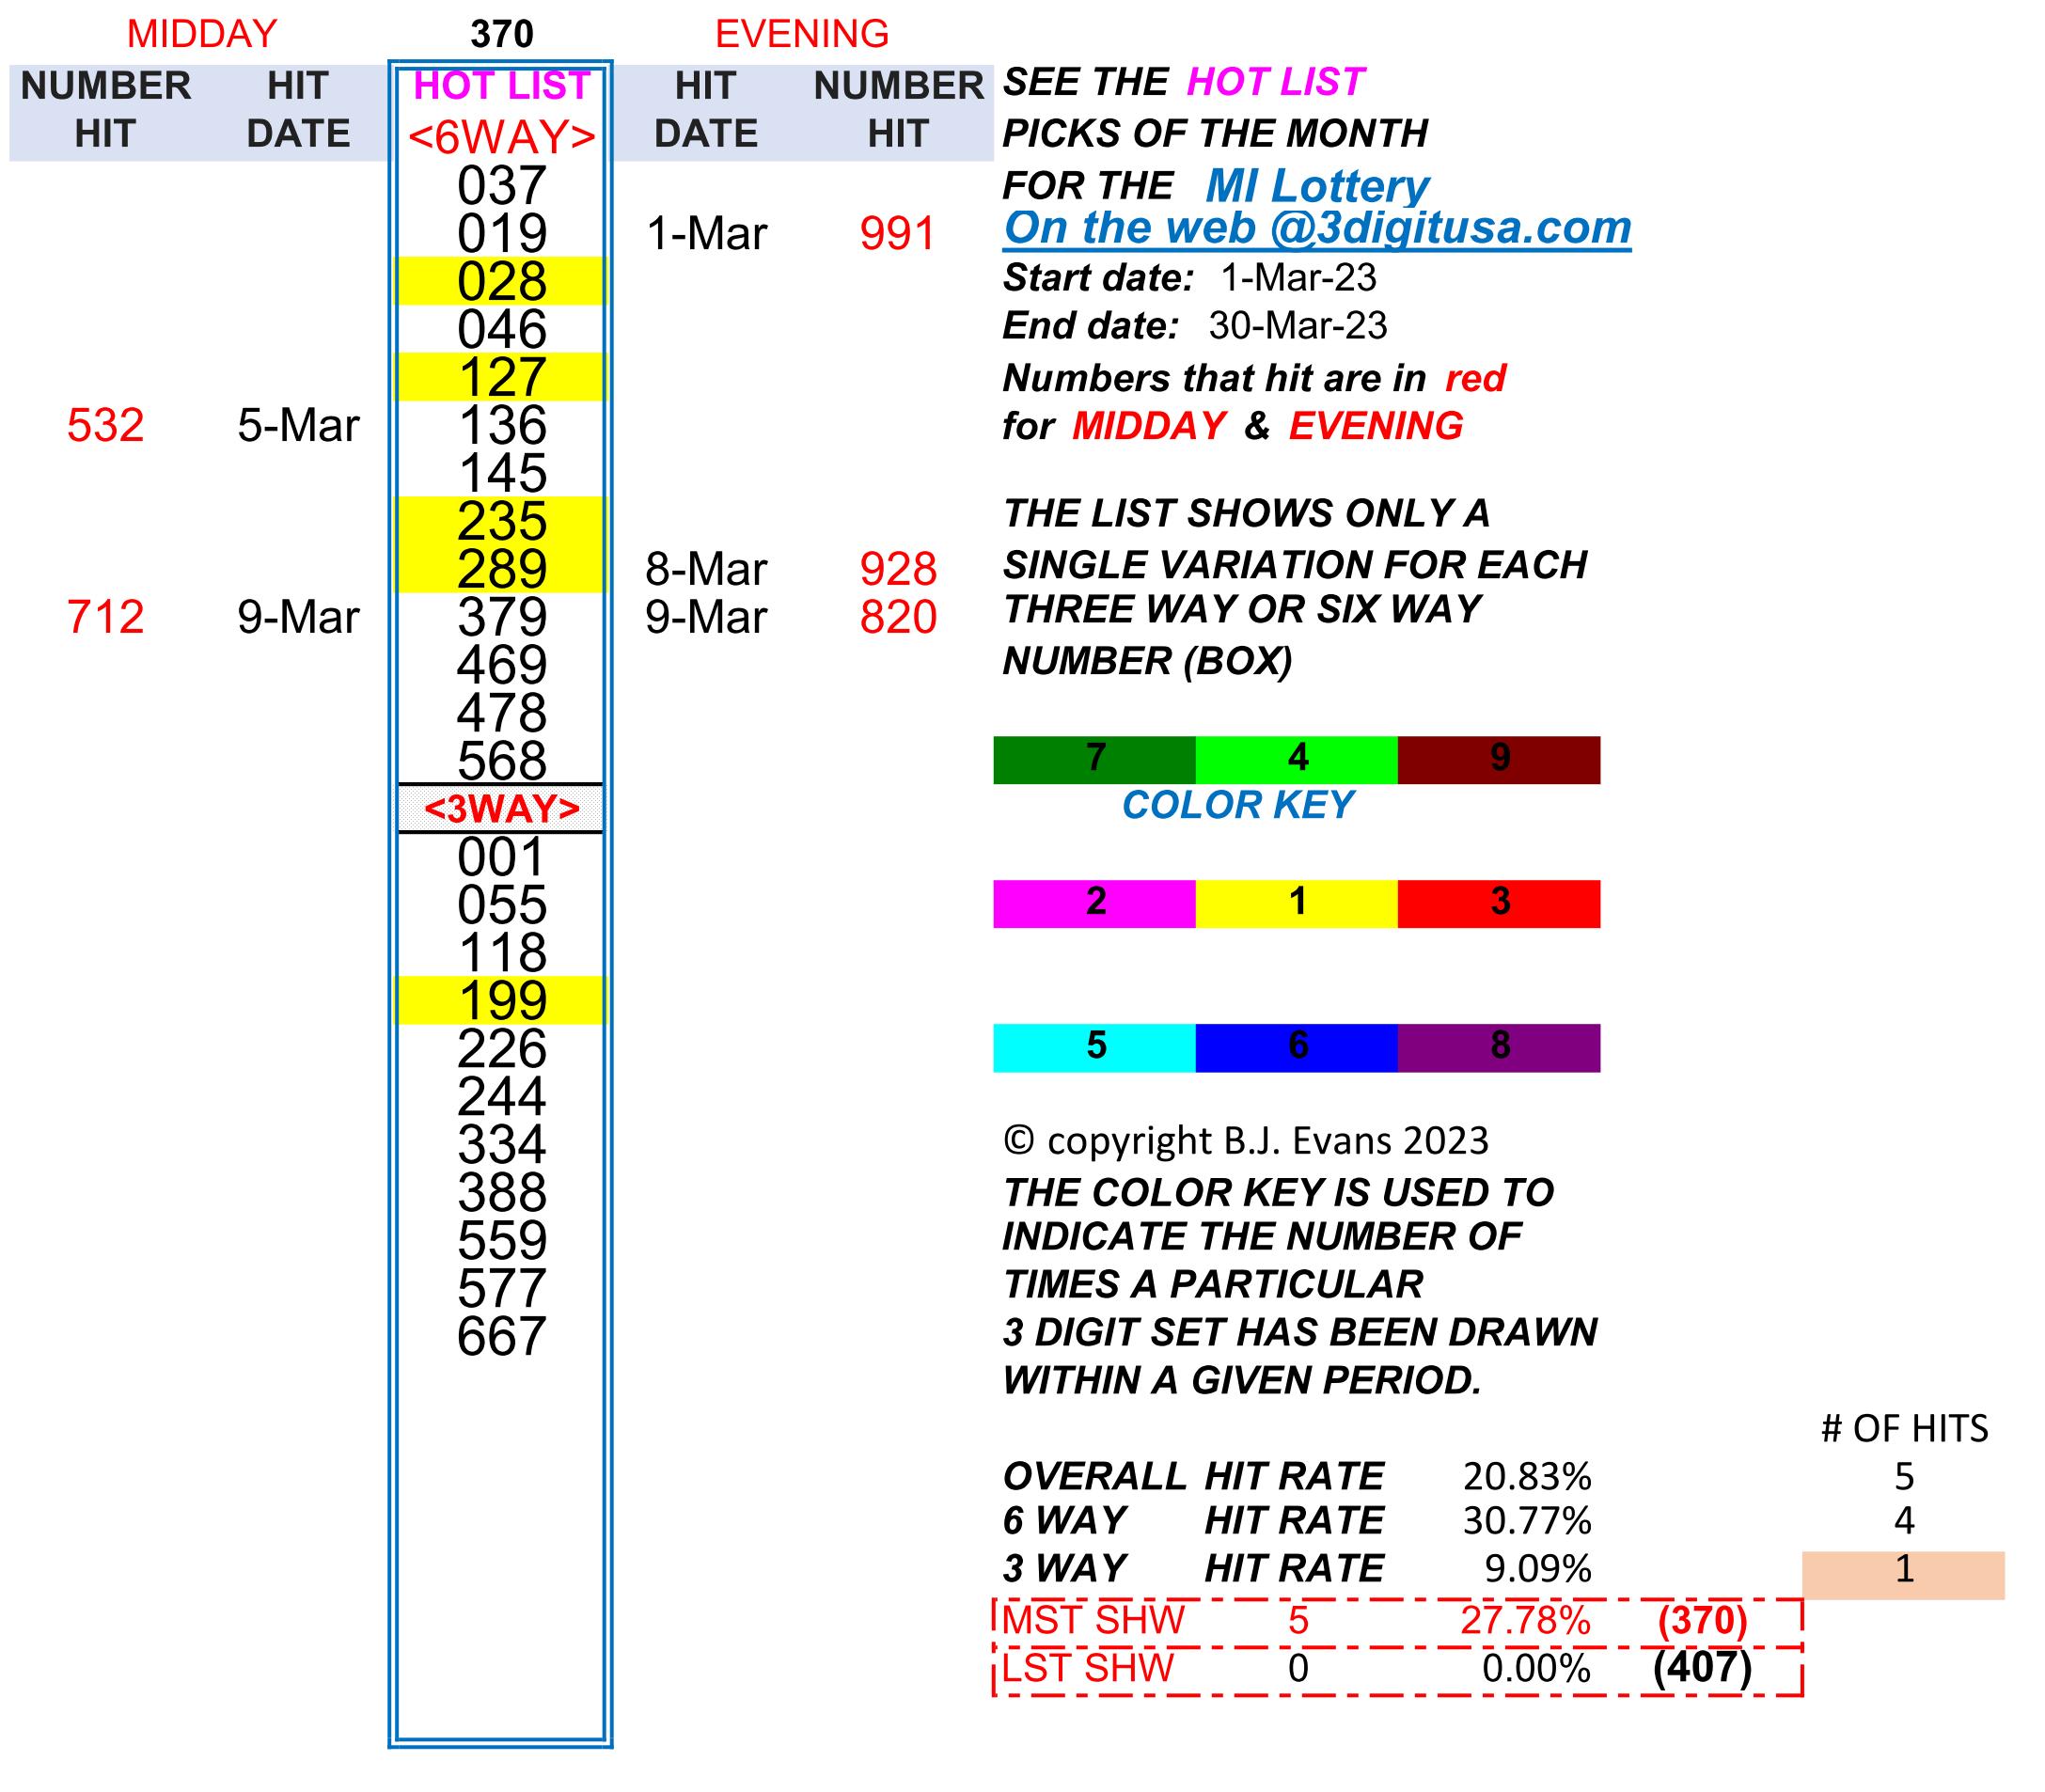 MIDDAY 370 EVENING
NUMBER HIT HOT LIST HIT NUMBER SEE THE HOT LIST
HIT DATE <6WAY> DATE HIT PICKS OF THE MONTH
037 FOR THE MI Lottery
019 1-Mar 991 On the web @3digitusa.com
028 Start date: 1-Mar-23
046 End date: 30-Mar-23
127 Numbers that hit are in red
532 5-Mar 136 for MIDDAY & EVENING
145
235 THE LIST SHOWS ONLY A
289 8-Mar 928 SINGLE VARIATION FOR EACH
712 9-Mar 379 9-Mar 820 THREE WAY OR SIX WAY
469 NUMBER (BOX)
478
568 7 4 9
<3WAY> COLOR KEY
001
055 2 1 3
118
199
226 5 6 8
244
334 © copyright B.J. Evans 2023
388 THE COLOR KEY IS USED TO
559 INDICATE THE NUMBER OF
577 TIMES A PARTICULAR
667 3 DIGIT SET HAS BEEN DRAWN
WITHIN A GIVEN PERIOD.
# OF HITS
OVERALL HIT RATE 20.83% 5
6 WAY HIT RATE 30.77% 4
3 WAY HIT RATE 9.09% 1
MST SHW 5 27.78% (370)
LST SHW 0 0.00% (407)